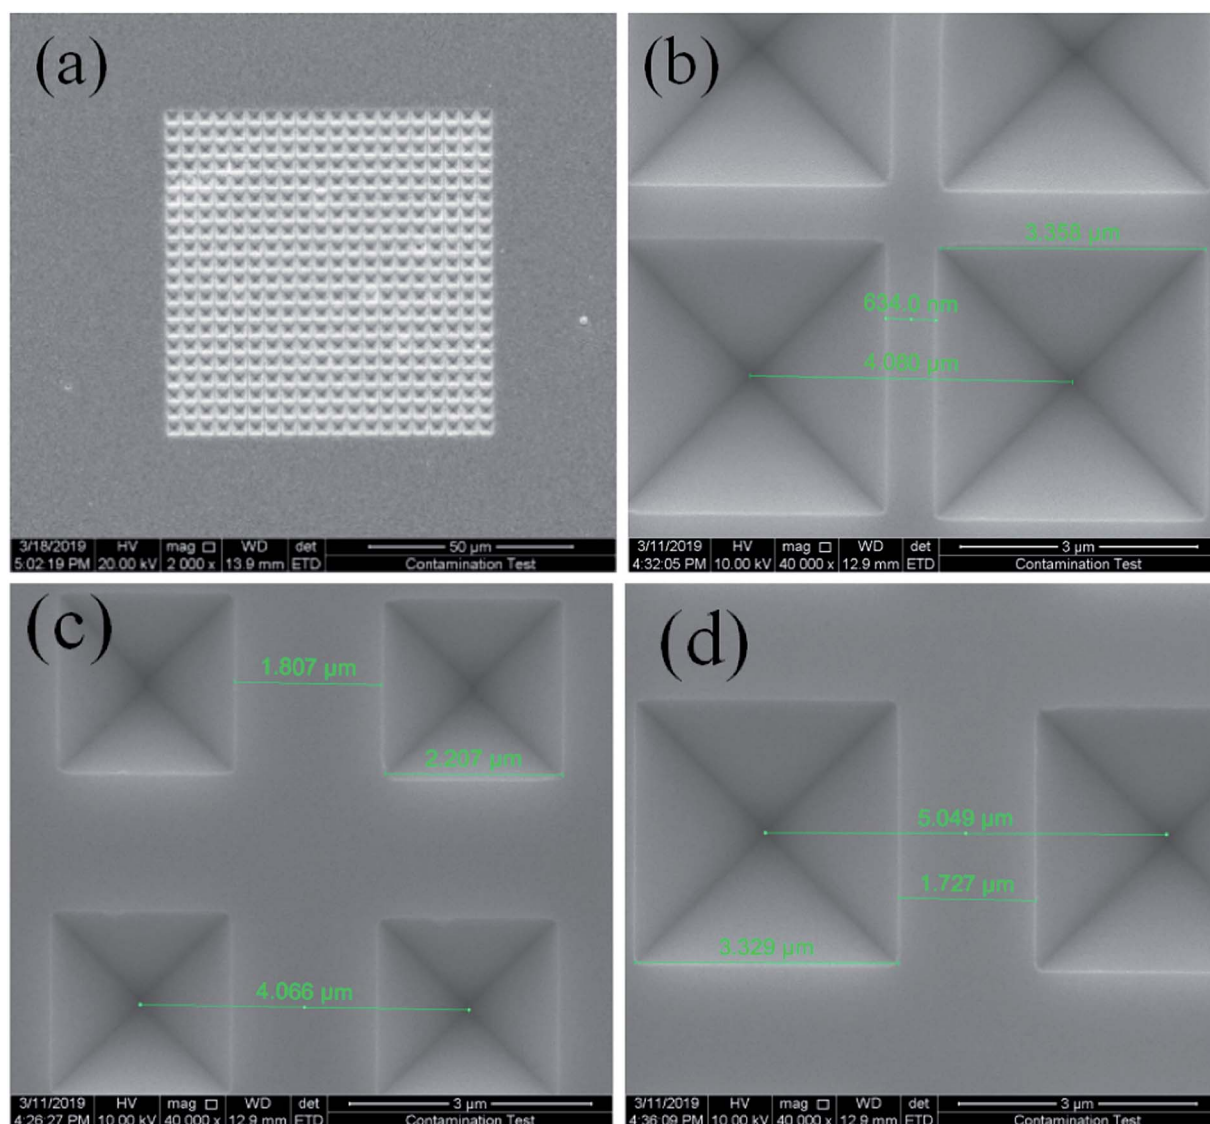 (a)
3/18/2019 HV mag WD det 50 µm
5:02:19 PM 20.00 kV 2 000 x 13.9 mm ETD Contamination Test
(b)
3.358 µm
634.0 nm
4.080 µm
3/11/2019 HV mag WD det 3 µm
4:32:05 PM 10.00 kV 40 000 x 12.9 mm ETD Contamination Test
(c)
1.807 µm
2.207 µm
4.066 µm
3/11/2019 HV mag WD det 3 µm
4:26:27 PM 10.00 kV 40 000 x 12.9 mm ETD Contamination Test
(d)
5.049 µm
1.727 µm
3.329 µm
3/11/2019 HV mag WD det 3 µm
4:36:09 PM 10.00 kV 40 000 x 12.9 mm ETD Contamination Test